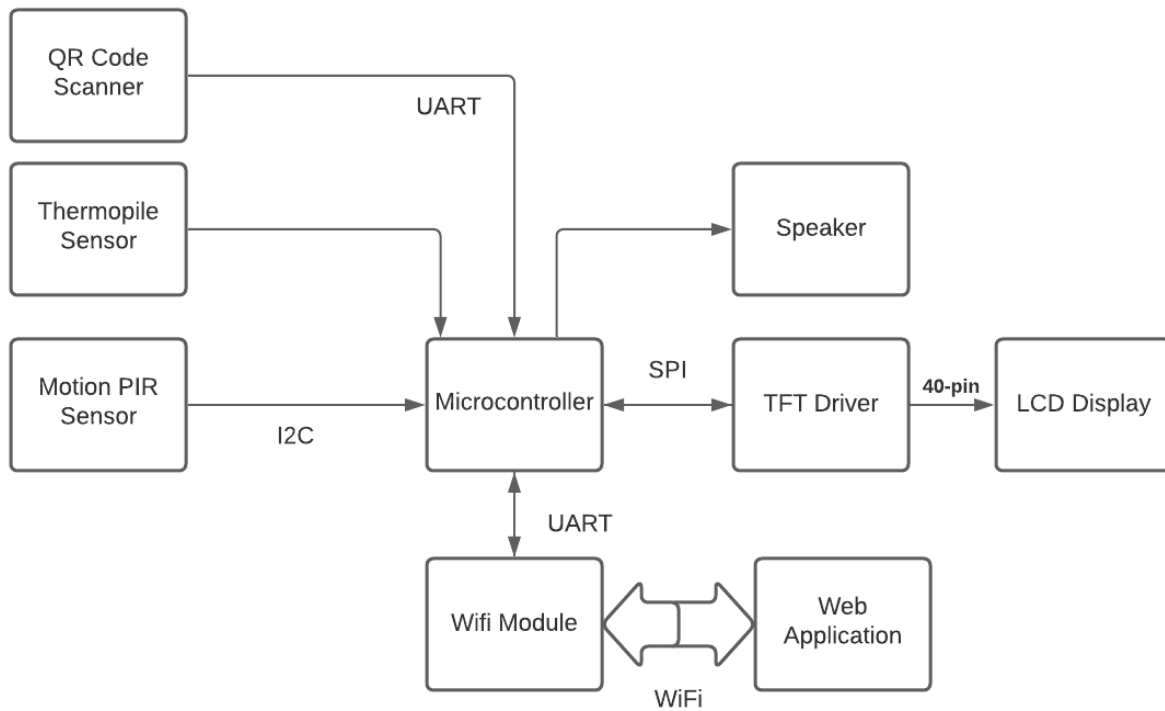 QR Code
Scanner
UART
Thermopile
Sensor
Speaker
Motion PIR
Sensor
I2C
Microcontroller
SPI
TFT Driver
40-pin
LCD Display
UART
Wifi Module
Web
Application
WiFi